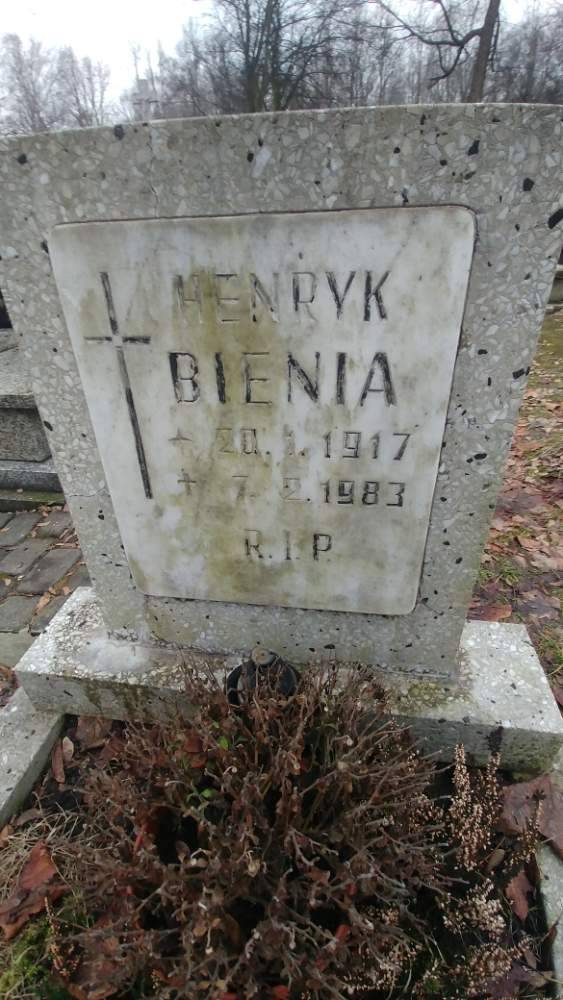 HENRYK
BIENIA
* 20. 1. 1917
† 7. 2. 1983
R. I. P.